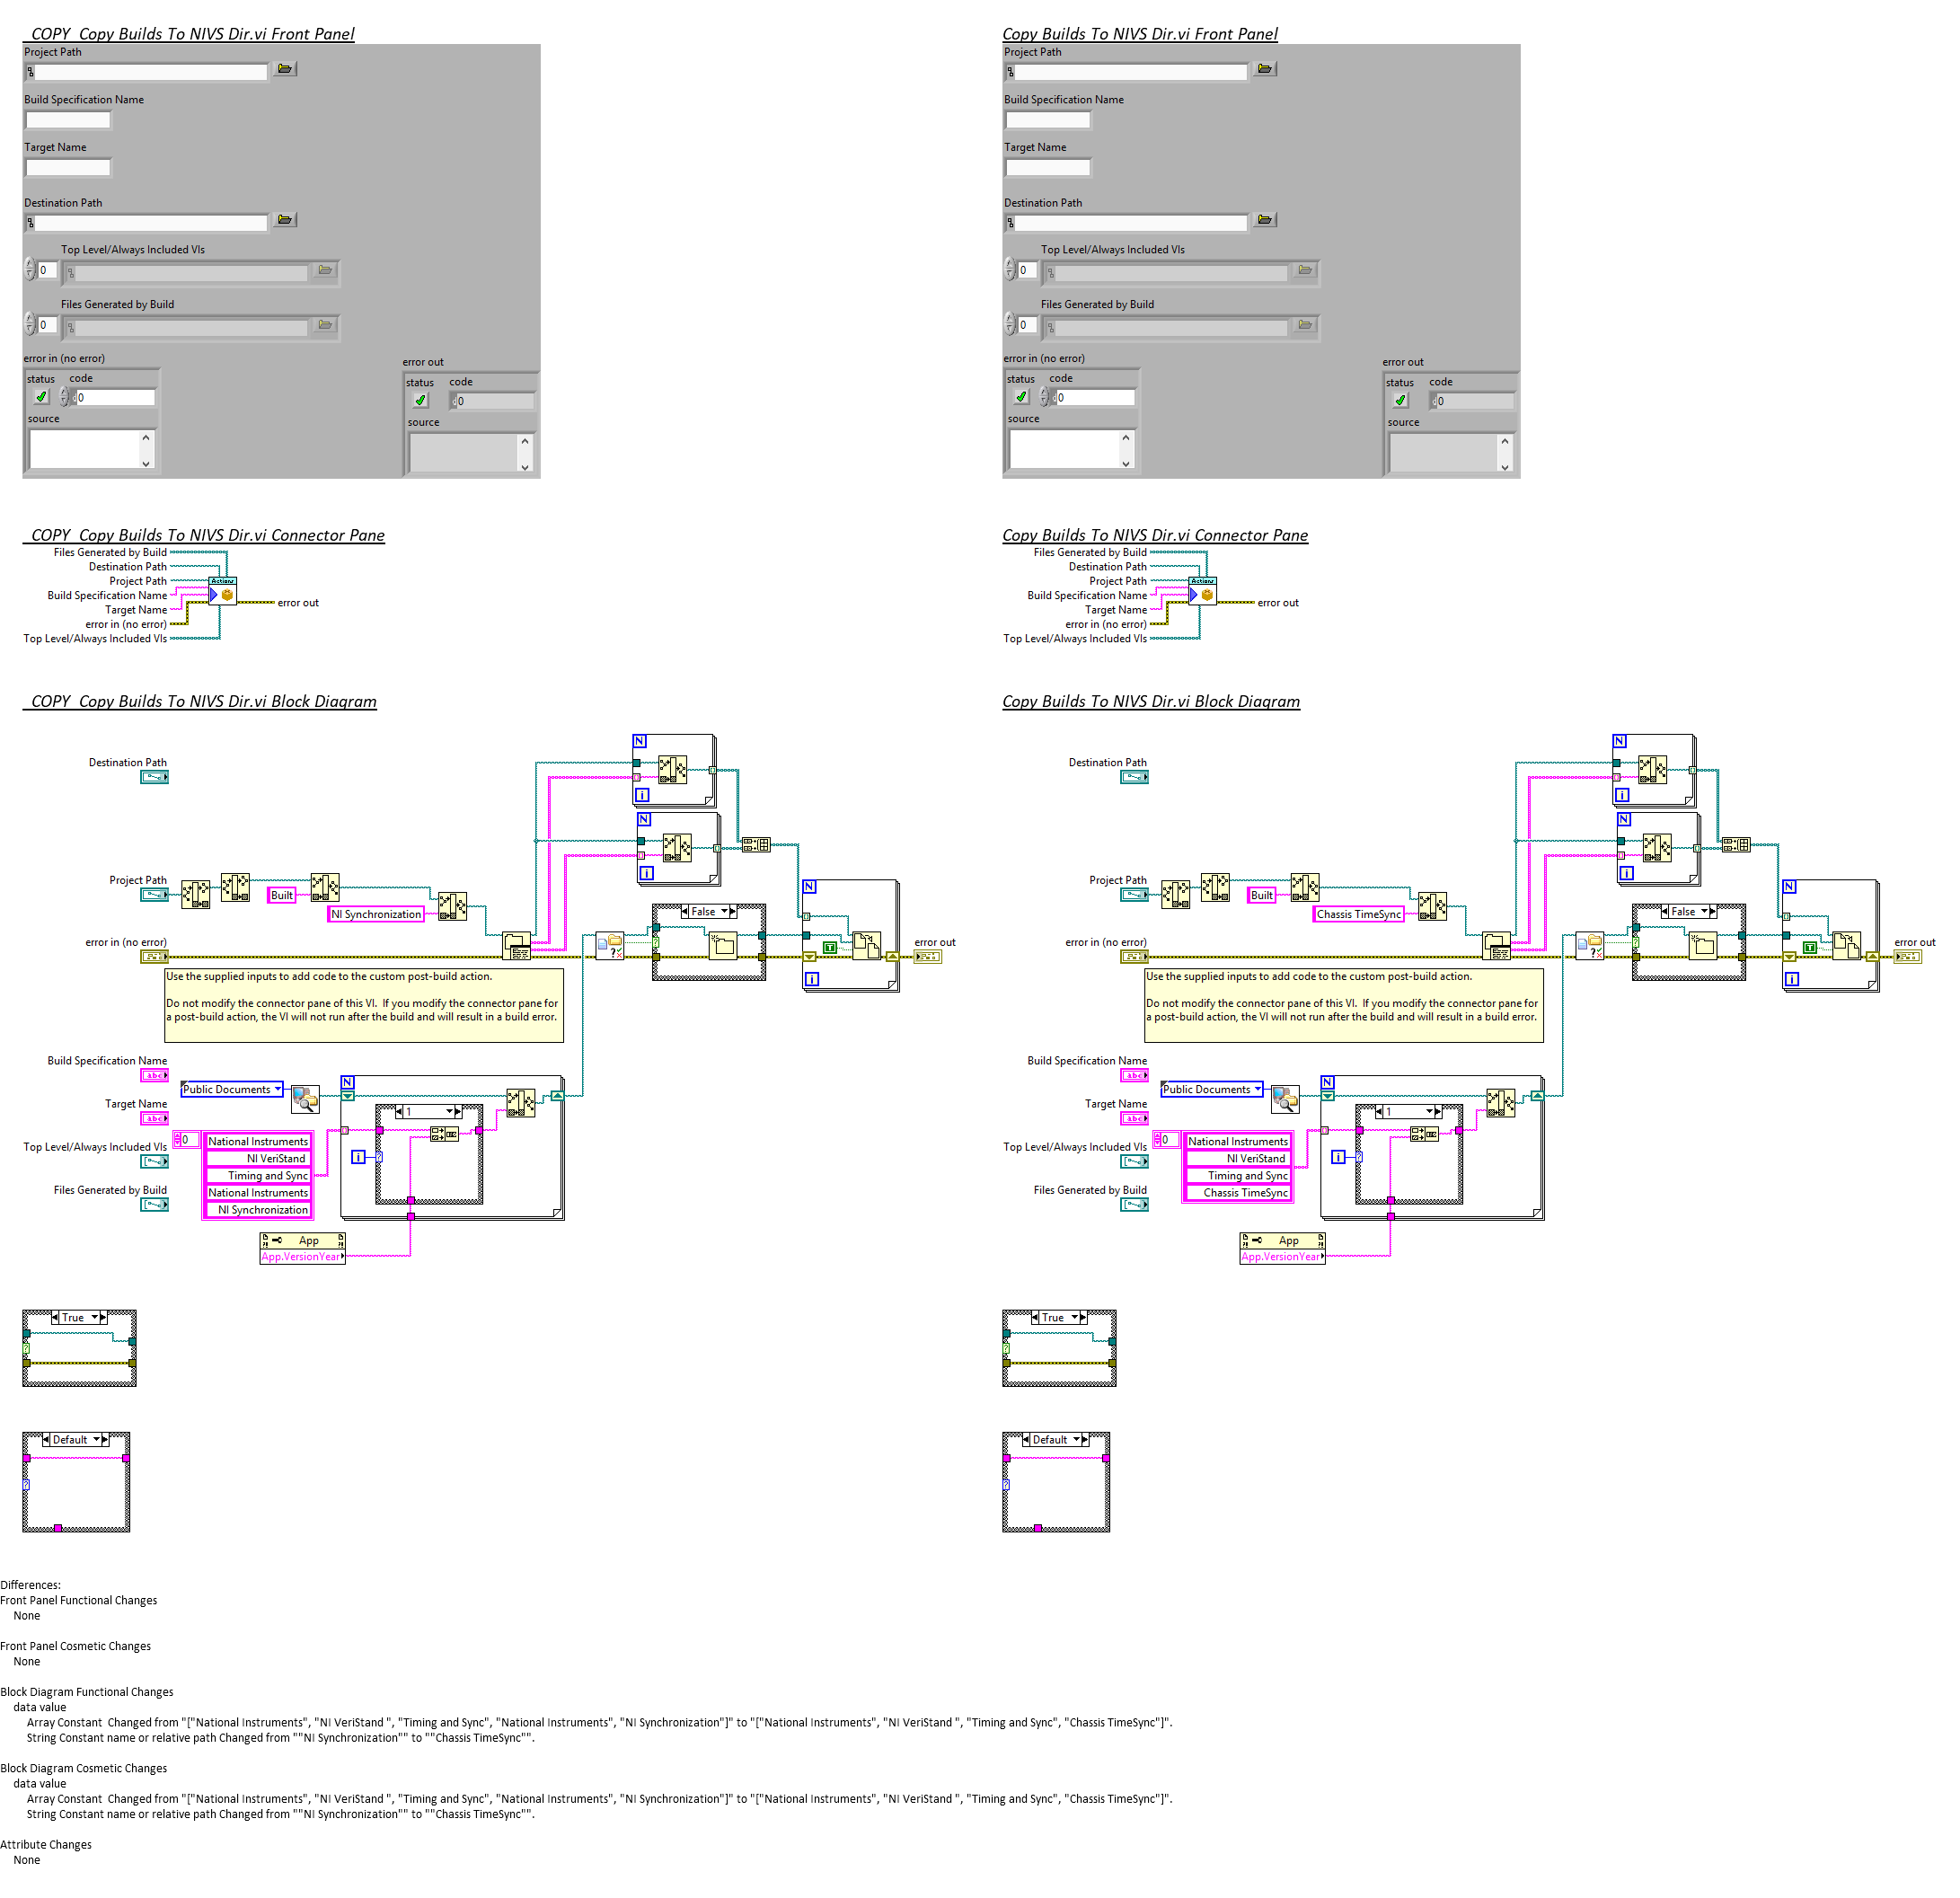 COPY  Copy Builds To NIVS Dir.vi Front Panel
Project Path
Build Specification Name
Target Name
Destination Path
Top Level/Always Included VIs
0
Files Generated by Build
0
error in (no error)
status code
0
source
error out
status code
0
source
Copy Builds To NIVS Dir.vi Front Panel
Project Path
Build Specification Name
Target Name
Destination Path
Top Level/Always Included VIs
0
Files Generated by Build
0
error in (no error)
status code
0
source
error out
status code
0
source
COPY  Copy Builds To NIVS Dir.vi Connector Pane
Files Generated by Build
Destination Path
Project Path
Build Specification Name
Target Name
error in (no error)
Top Level/Always Included VIs
Actions
error out
Copy Builds To NIVS Dir.vi Connector Pane
Files Generated by Build
Destination Path
Project Path
Build Specification Name
Target Name
error in (no error)
Top Level/Always Included VIs
Actions
error out
COPY  Copy Builds To NIVS Dir.vi Block Diagram
N
Destination Path
i
N
i
Project Path
Built
NI Synchronization
N
False
error in (no error)
T
error out
i
Use the supplied inputs to add code to the custom post-build action.
Do not modify the connector pane of this VI.  If you modify the connector pane for
a post-build action, the VI will not run after the build and will result in a build error.
Build Specification Name
abc
Public Documents
N
Target Name
abc
1
Top Level/Always Included VIs
0
National Instruments
NI VeriStand
Timing and Sync
National Instruments
NI Synchronization
i
Files Generated by Build
App
App.VersionYear
True
Default
Copy Builds To NIVS Dir.vi Block Diagram
N
Destination Path
i
N
i
Project Path
Built
Chassis TimeSync
N
False
error in (no error)
T
error out
i
Use the supplied inputs to add code to the custom post-build action.
Do not modify the connector pane of this VI.  If you modify the connector pane for
a post-build action, the VI will not run after the build and will result in a build error.
Build Specification Name
abc
Public Documents
N
Target Name
abc
1
Top Level/Always Included VIs
0
National Instruments
NI VeriStand
Timing and Sync
Chassis TimeSync
i
Files Generated by Build
App
App.VersionYear
True
Default
Differences:
Front Panel Functional Changes
None
Front Panel Cosmetic Changes
None
Block Diagram Functional Changes
data value
Array Constant  Changed from "["National Instruments", "NI VeriStand ", "Timing and Sync", "National Instruments", "NI Synchronization"]" to "["National Instruments", "NI VeriStand ", "Timing and Sync", "Chassis TimeSync"]".
String Constant name or relative path Changed from ""NI Synchronization"" to ""Chassis TimeSync"".
Block Diagram Cosmetic Changes
data value
Array Constant  Changed from "["National Instruments", "NI VeriStand ", "Timing and Sync", "National Instruments", "NI Synchronization"]" to "["National Instruments", "NI VeriStand ", "Timing and Sync", "Chassis TimeSync"]".
String Constant name or relative path Changed from ""NI Synchronization"" to ""Chassis TimeSync"".
Attribute Changes
None